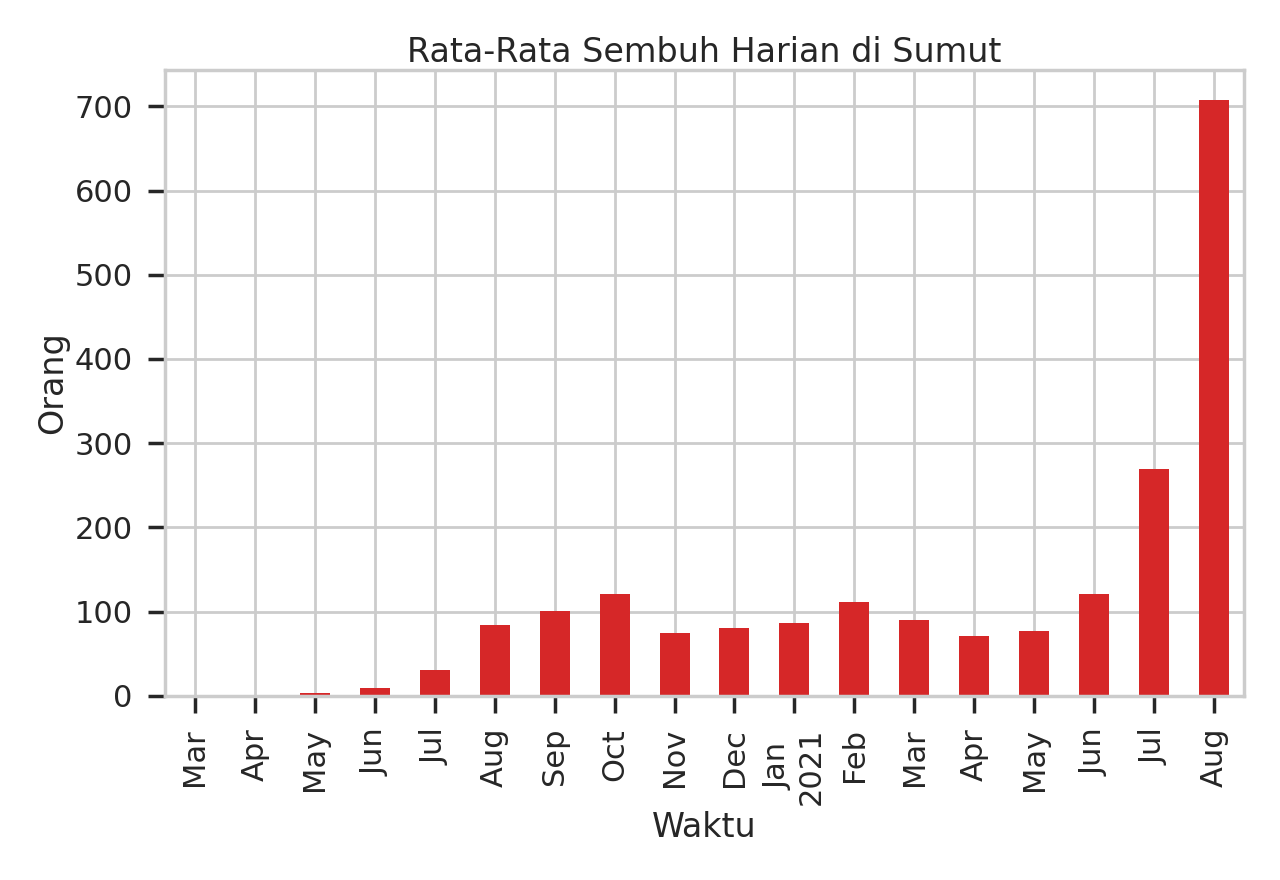 Rata-Rata Sembuh Harian di Sumut
700
600
500
400
300
200
100
0
Orang
Mar
Apr
May
Jun
Jul
Aug
Sep
Oct
Nov
Dec
Jan
2021
Feb
Mar
Apr
May
Jun
Jul
Aug
Waktu